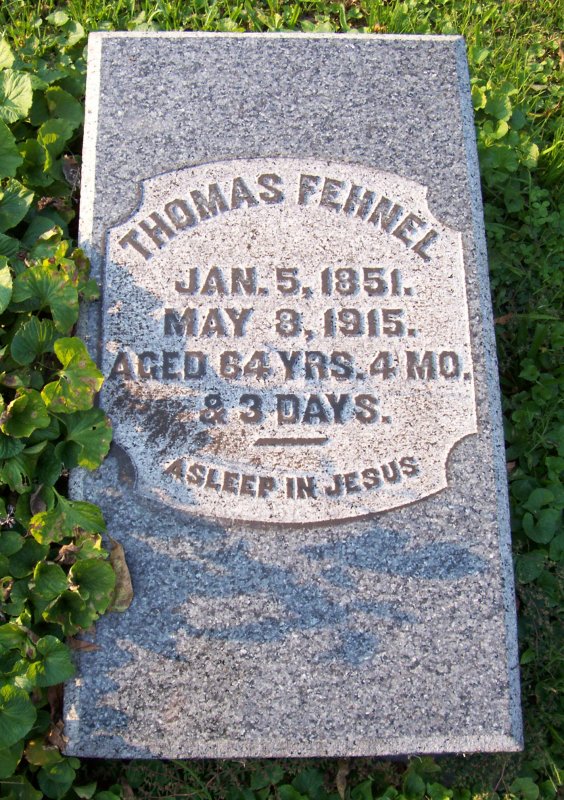 THOMAS FEHNEL
JAN. 5, 1851.
MAY 8, 1915.
AGED 64 YRS. 4 MO.
& 3 DAYS.
ASLEEP IN JESUS